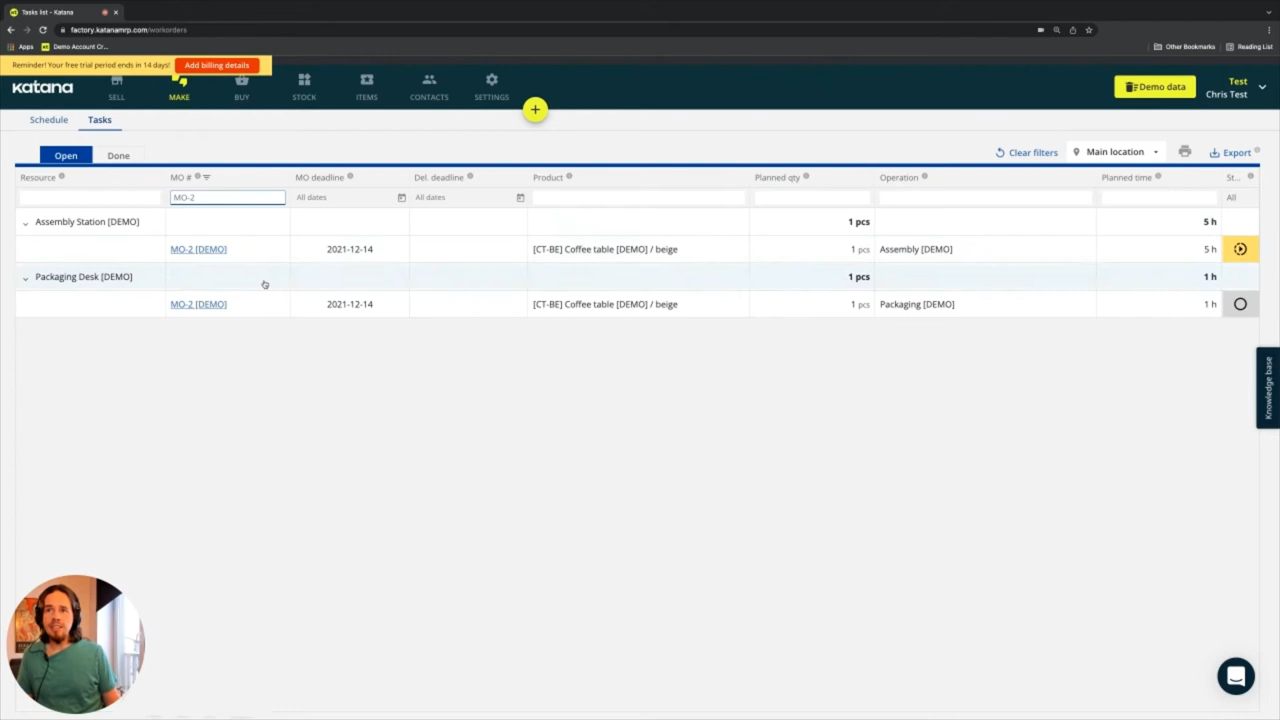 Tasks list - Katana
factory.katanamrp.com/workorders
Apps Demo Account Cr... Other Bookmarks Reading List
Reminder! Your free trial period ends in 14 days! Add billing details
katana SELL MAKE BUY STOCK ITEMS CONTACTS SETTINGS + Demo data Test
Chris Test
Schedule Tasks
Open Done Clear filters Main location Export
Resource MO # MO deadline Del. deadline Product Planned qty Operation Planned time St...
MO-2 All dates All dates All
Assembly Station [DEMO] 1 pcs 5 h
MO-2 [DEMO] 2021-12-14 [CT-BE] Coffee table [DEMO] / beige 1 pcs Assembly [DEMO] 5 h
Packaging Desk [DEMO] 1 pcs 1 h
MO-2 [DEMO] 2021-12-14 [CT-BE] Coffee table [DEMO] / beige 1 pcs Packaging [DEMO] 1 h
Knowledge base